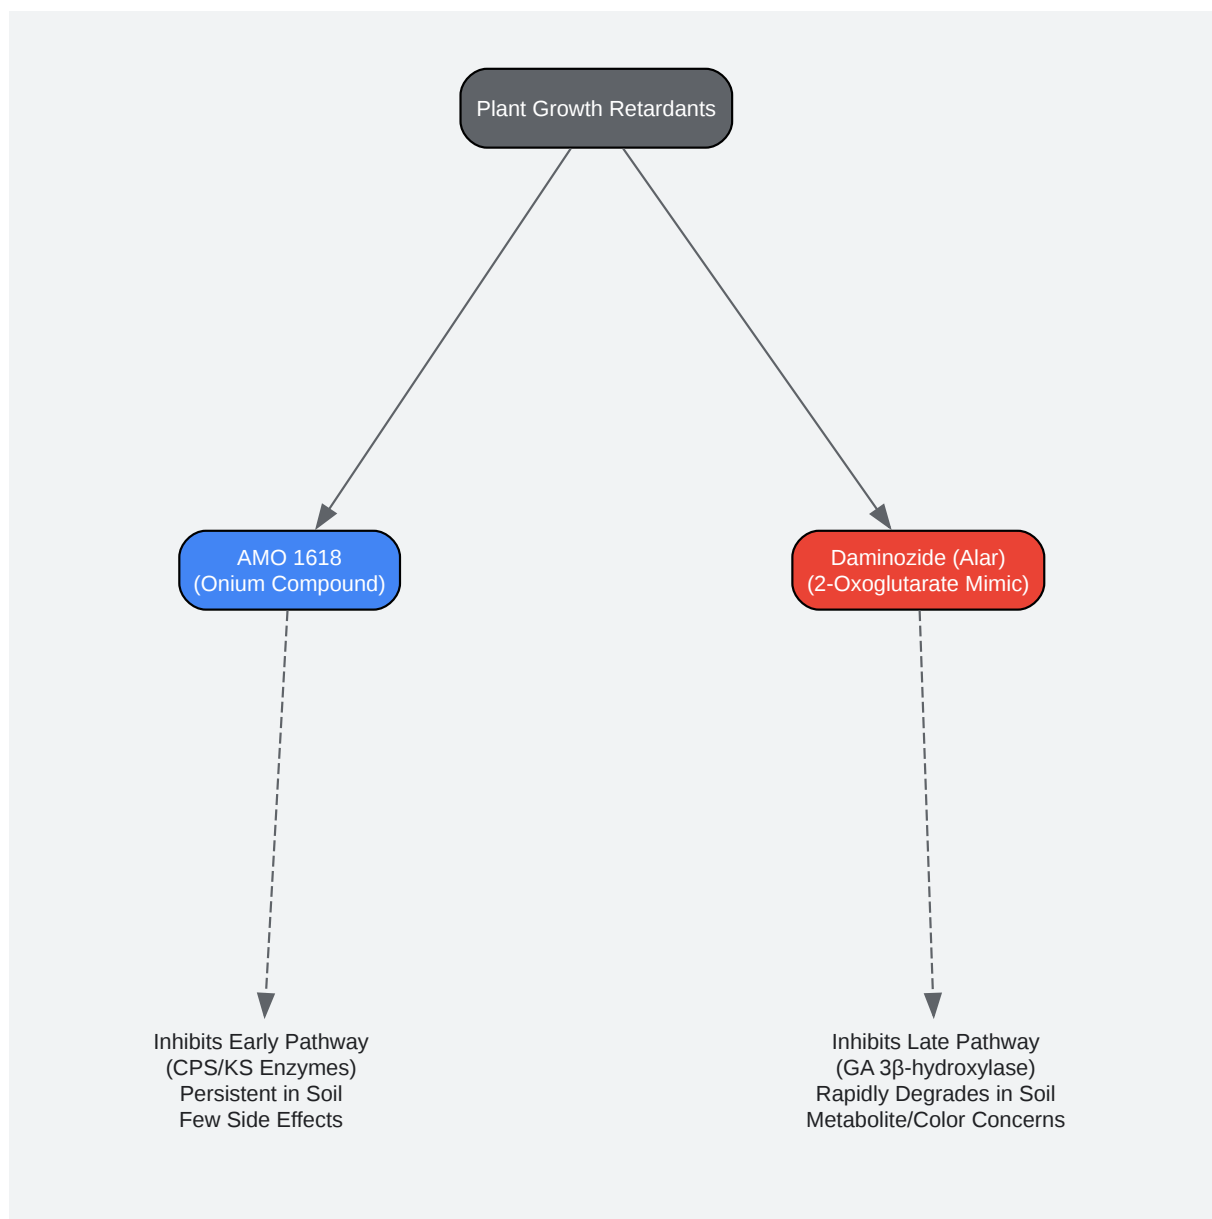 Plant Growth Retardants
AMO 1618
(Onium Compound)
Daminozide (Alar)
(2-Oxoglutarate Mimic)
Inhibits Early Pathway
(CPS/KS Enzymes)
Persistent in Soil
Few Side Effects
Inhibits Late Pathway
(GA 3β-hydroxylase)
Rapidly Degrades in Soil
Metabolite/Color Concerns